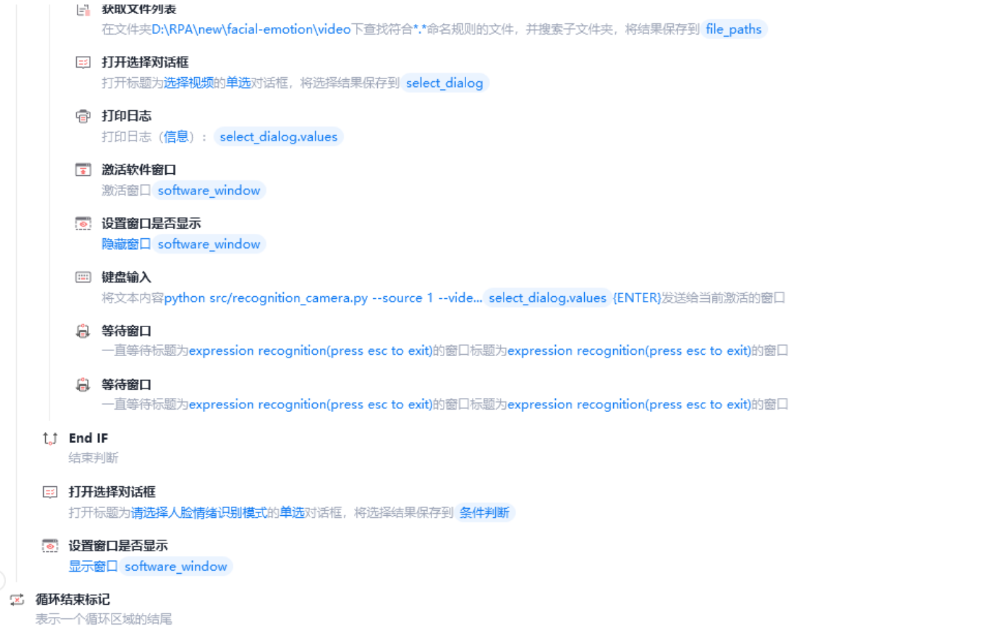 获取文件列表
在文件夹D:\RPA\new\facial-emotion\video下查找符合*.*命名规则的文件，并搜索子文件夹，将结果保存到 file_paths
打开选择对话框
打开标题为选择视频的单选对话框，将选择结果保存到 select_dialog
打印日志
打印日志（信息）： select_dialog.values
激活软件窗口
激活窗口 software_window
设置窗口是否显示
隐藏窗口 software_window
键盘输入
将文本内容python src/recognition_camera.py --source 1 --vide... select_dialog.values {ENTER}发送给当前激活的窗口
等待窗口
一直等待标题为expression recognition(press esc to exit)的窗口标题为expression recognition(press esc to exit)的窗口
等待窗口
一直等待标题为expression recognition(press esc to exit)的窗口标题为expression recognition(press esc to exit)的窗口
End IF
结束判断
打开选择对话框
打开标题为请选择人脸情绪识别模式的单选对话框，将选择结果保存到 条件判断
设置窗口是否显示
显示窗口 software_window
循环结束标记
表示一个循环区域的结尾